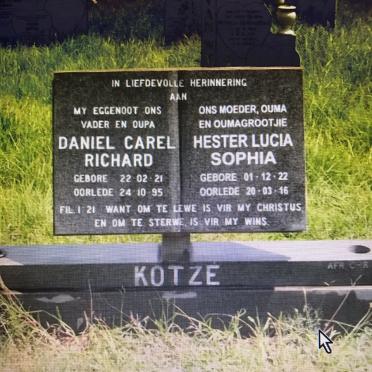 IN LIEFDEVOLLE HERINNERING
AAN
MY EGGENOOT ONS
VADER EN OUPA
DANIEL CAREL
RICHARD
GEBORE 22·02·21
OORLEDE 24·10·95
ONS MOEDER, OUMA
EN OUMAGROOTJIE
HESTER LUCIA
SOPHIA
GEBORE 01·12·22
OORLEDE 20·03·16
FIL 1:21 WANT OM TE LEWE IS VIR MY CHRISTUS
EN OM TE STERWE IS VIR MY WINS
KOTZÉ